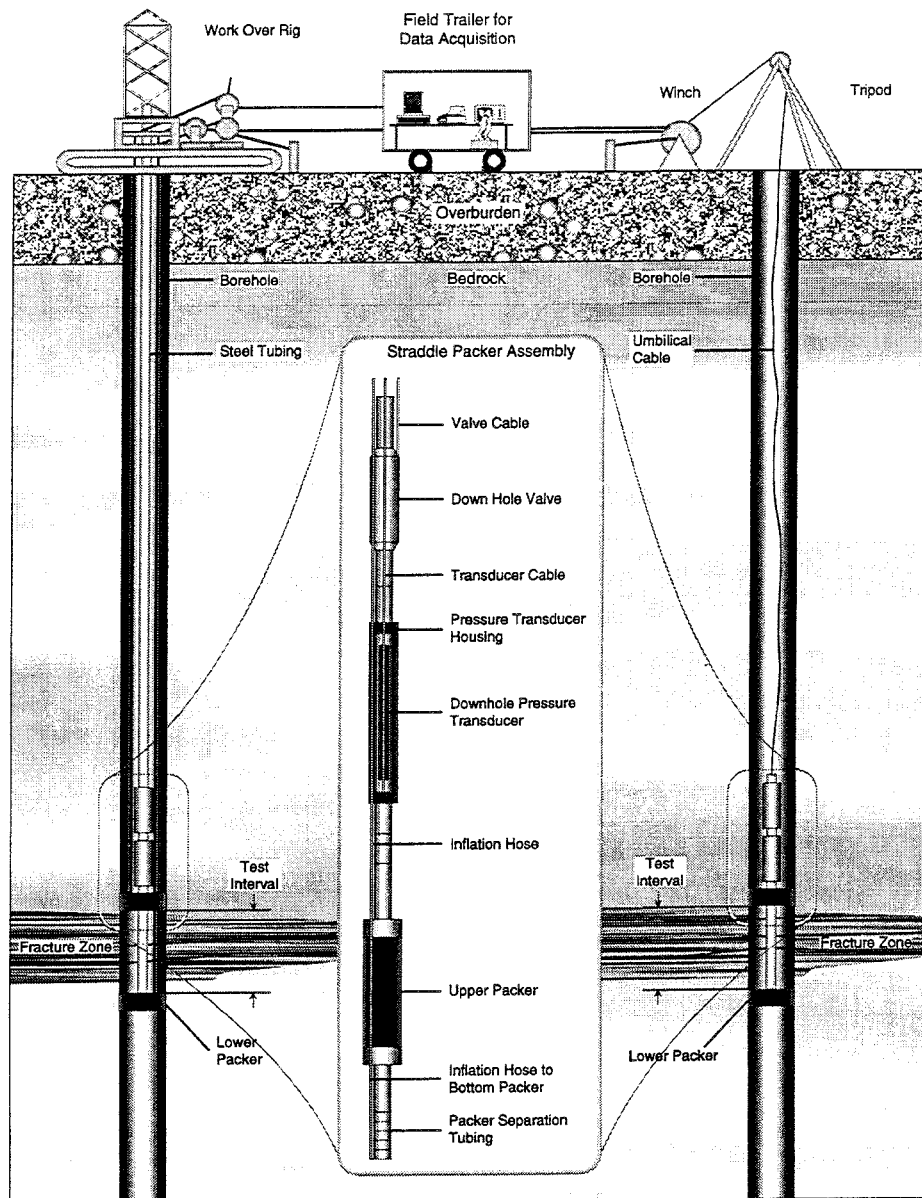 Work Over Rig
Field Trailer for
Data Acquisition
Winch
Tripod
Overburden
Borehole
Bedrock
Borehole
Steel Tubing
Straddle Packer Assembly
Umbilical
Cable
Valve Cable
Down Hole Valve
Transducer Cable
Pressure Transducer
Housing
Downhole Pressure
Transducer
Inflation Hose
Test
Interval
Test
Interval
Fracture Zone
Fracture Zone
Upper Packer
Lower
Packer
Lower Packer
Inflation Hose to
Bottom Packer
Packer Separation
Tubing